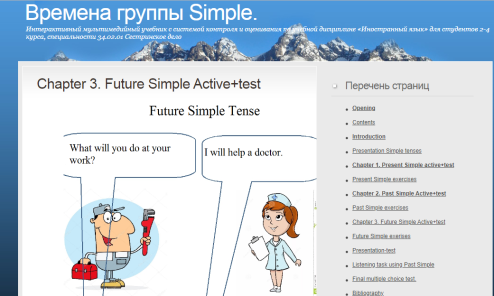 Времена группы Simple.
Интерактивный мультимедийный учебник с системой контроля и оценивания по учебной дисциплине «Иностранный язык» для студентов 2-4
курса, специальности 34.02.01 Сестринское дело
Chapter 3. Future Simple Active+test
Future Simple Tense
What will you do at your
work?
I will help a doctor.
Перечень страниц
Opening
Contents
Introduction
Presentation Simple tenses
Chapter 1. Present Simple active+test
Present Simple exercises
Chapter 2. Past Simple Active+test
Past Simple exercises
Chapter 3. Future Simple Active+test
Future Simple exerises
Presentation-test
Listening task using Past Simple
Final multiple choice test.
Bibliography